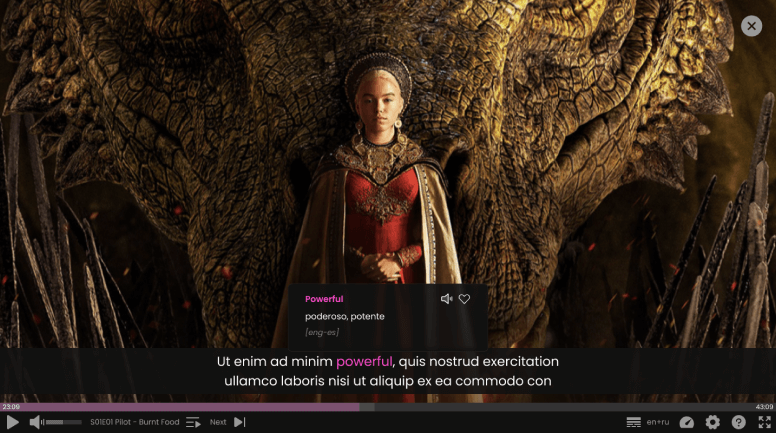 Powerful
poderoso, potente
[eng-es]
Ut enim ad minim powerful, quis nostrud exercitation
ullamco laboris nisi ut aliquip ex ea commodo con
23:09
43:09
S01E01 Pilot - Burnt Food
Next
en+ru